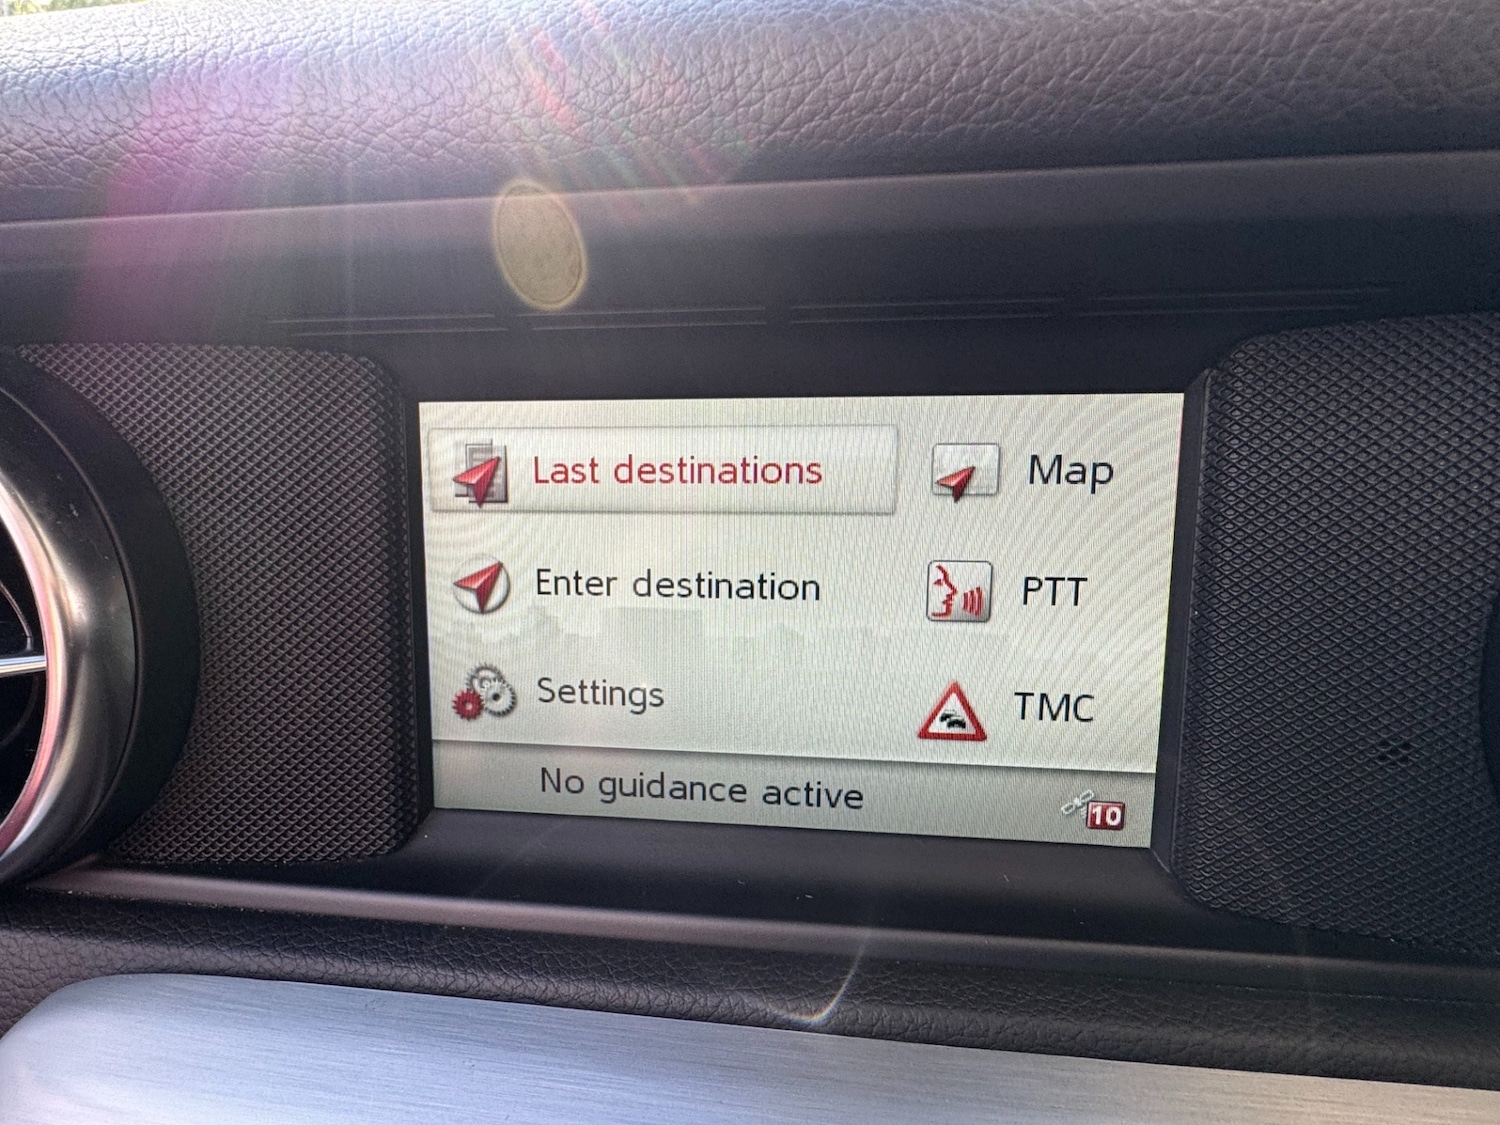 Last destinations
Map
Enter destination
PTT
Settings
TMC
No guidance active
10